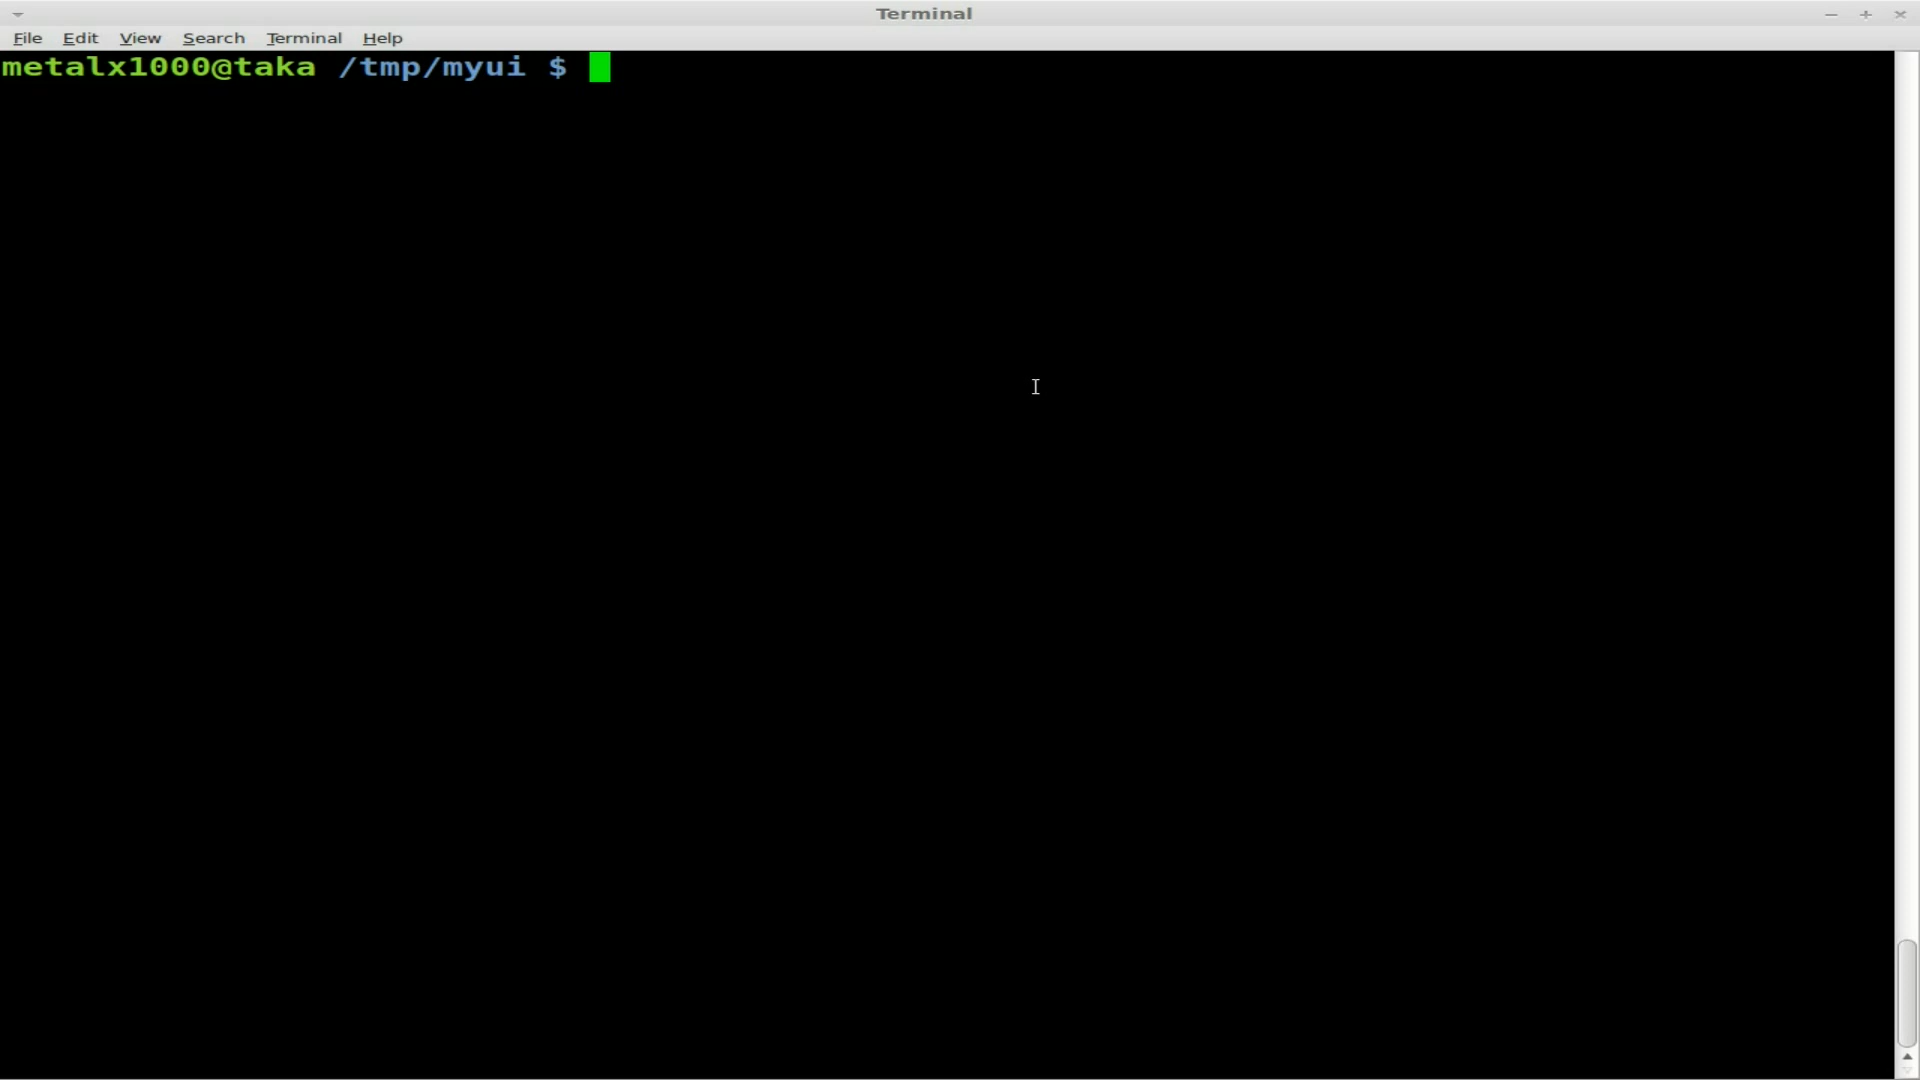 Terminal
File Edit View Search Terminal Help
metalx1000@taka /tmp/myui $